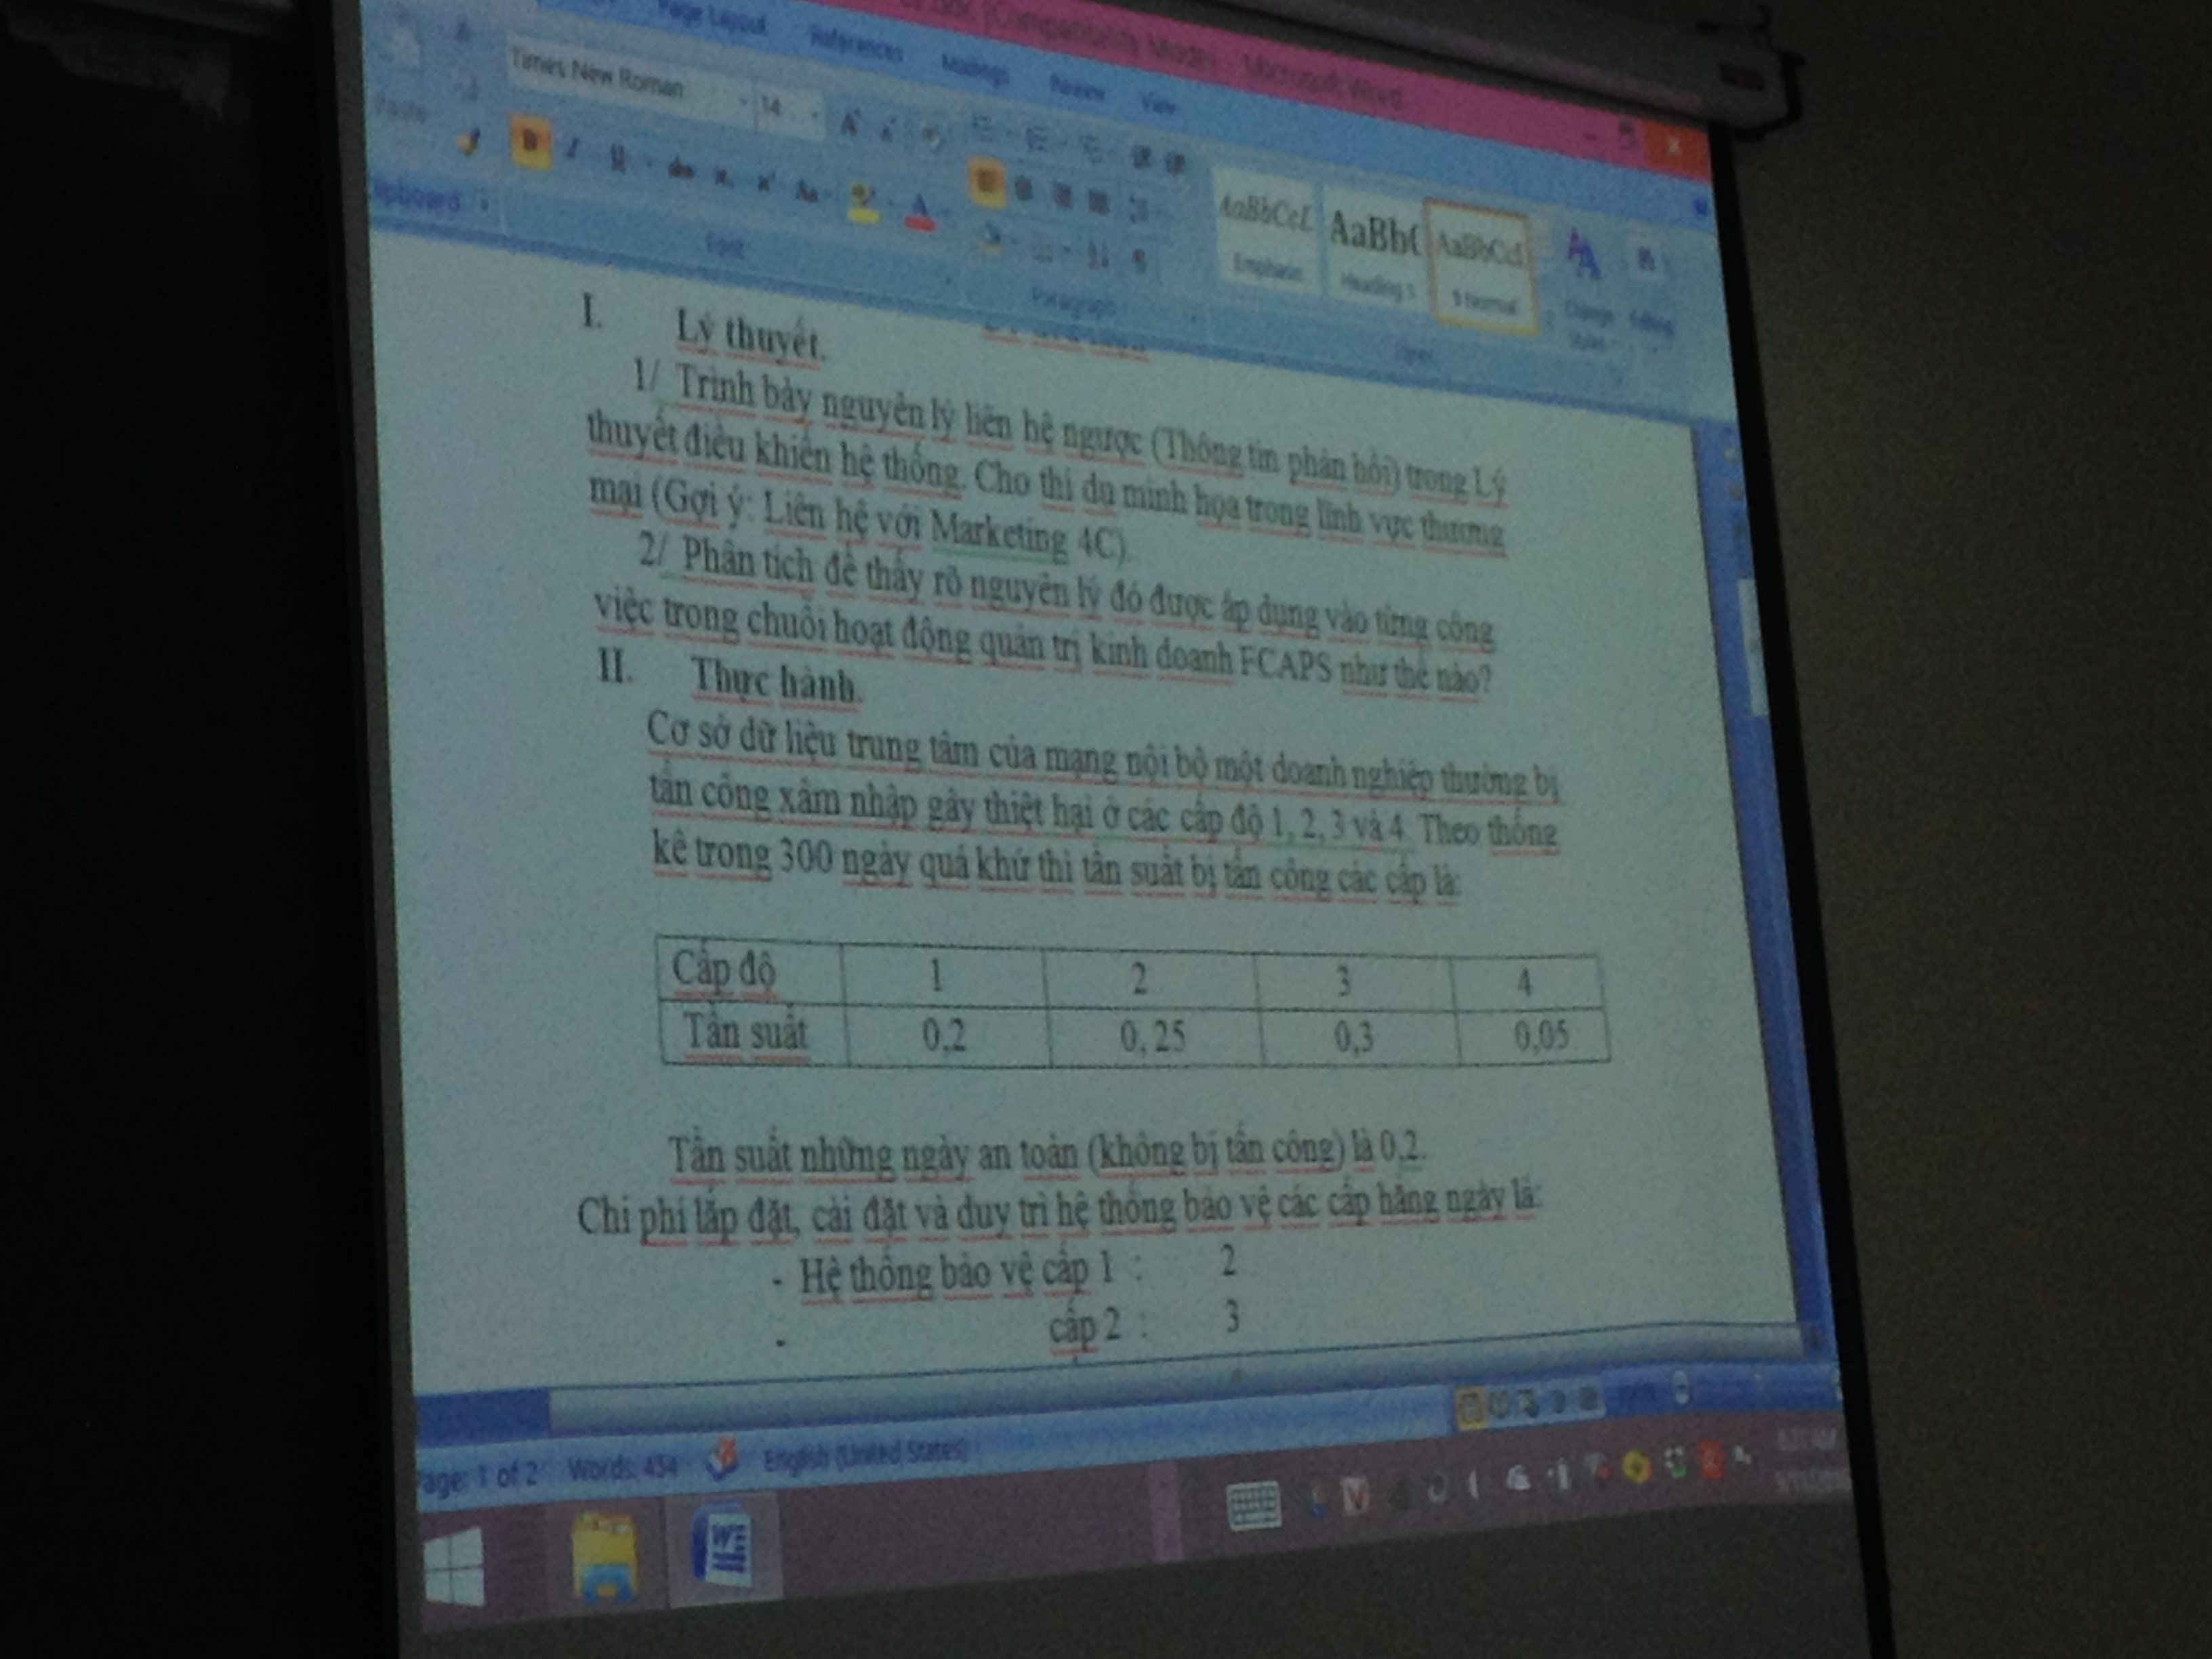 (Compatibility Mode) - Microsoft Word
Page Layout References Mailings Review View
Times New Roman 14
Clipboard Font Paragraph
AaBbCcL AaBb( AaBbCcI
Emphasis Heading 1 ¶ Normal
Change Styles Editing
I. Lý thuyết.
1/ Trình bày nguyên lý liên hệ ngược (Thông tin phản hồi) trong Lý
thuyết điều khiển hệ thống. Cho thí dụ minh họa trong lĩnh vực thương
mại (Gợi ý: Liên hệ với Marketing 4C).
2/ Phân tích để thấy rõ nguyên lý đó được áp dụng vào từng công
việc trong chuỗi hoạt động quản trị kinh doanh FCAPS như thế nào?
II. Thực hành.
Cơ sở dữ liệu trung tâm của mạng nội bộ một doanh nghiệp thường bị
tấn công xâm nhập gây thiệt hại ở các cấp độ 1, 2, 3 và 4. Theo thống
kê trong 300 ngày quá khứ thì tần suất bị tấn công các cấp là:
Cấp độ 1 2 3 4
Tần suất 0,2 0, 25 0,3 0,05
Tần suất những ngày an toàn (không bị tấn công) là 0,2.
Chi phí lắp đặt, cài đặt và duy trì hệ thống bảo vệ các cấp hằng ngày là:
- Hệ thống bảo vệ cấp 1 : 2
- cấp 2 : 3
Page: 1 of 2 Words: 454 English (United States)